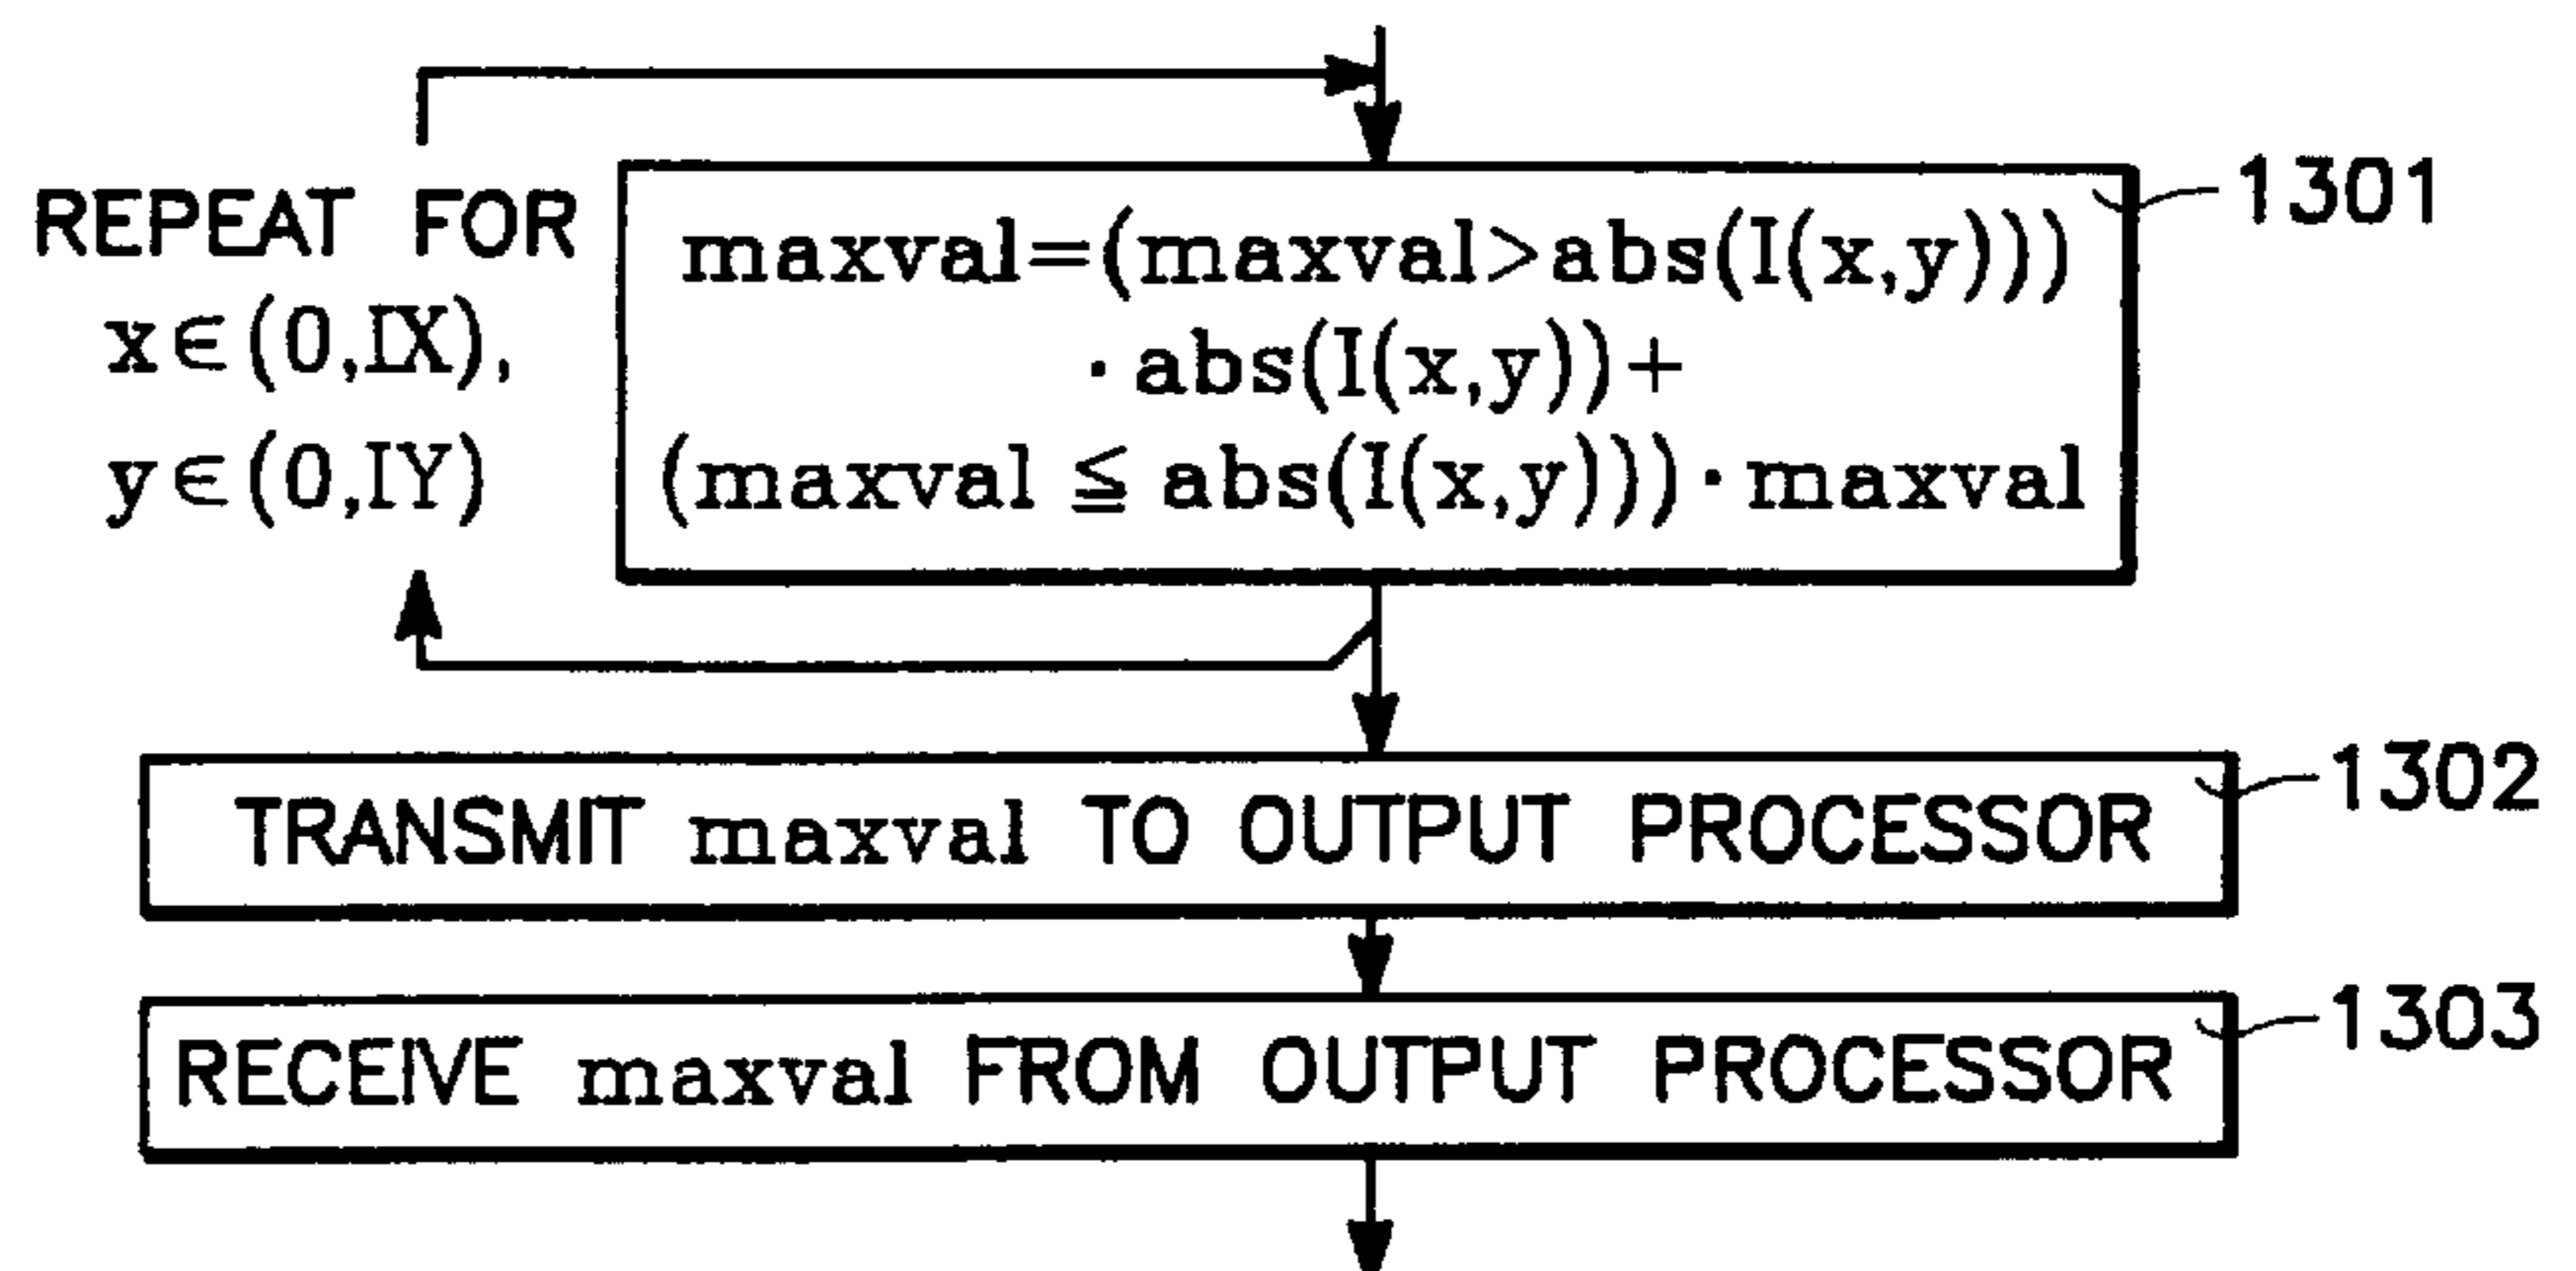 REPEAT FOR
x∈(0,IX),
y∈(0,IY)
maxval=(maxval>abs(I(x,y)))
· abs(I(x,y))+
(maxval ≦ abs(I(x,y))) · maxval
1301
TRANSMIT maxval TO OUTPUT PROCESSOR
1302
RECEIVE maxval FROM OUTPUT PROCESSOR
1303